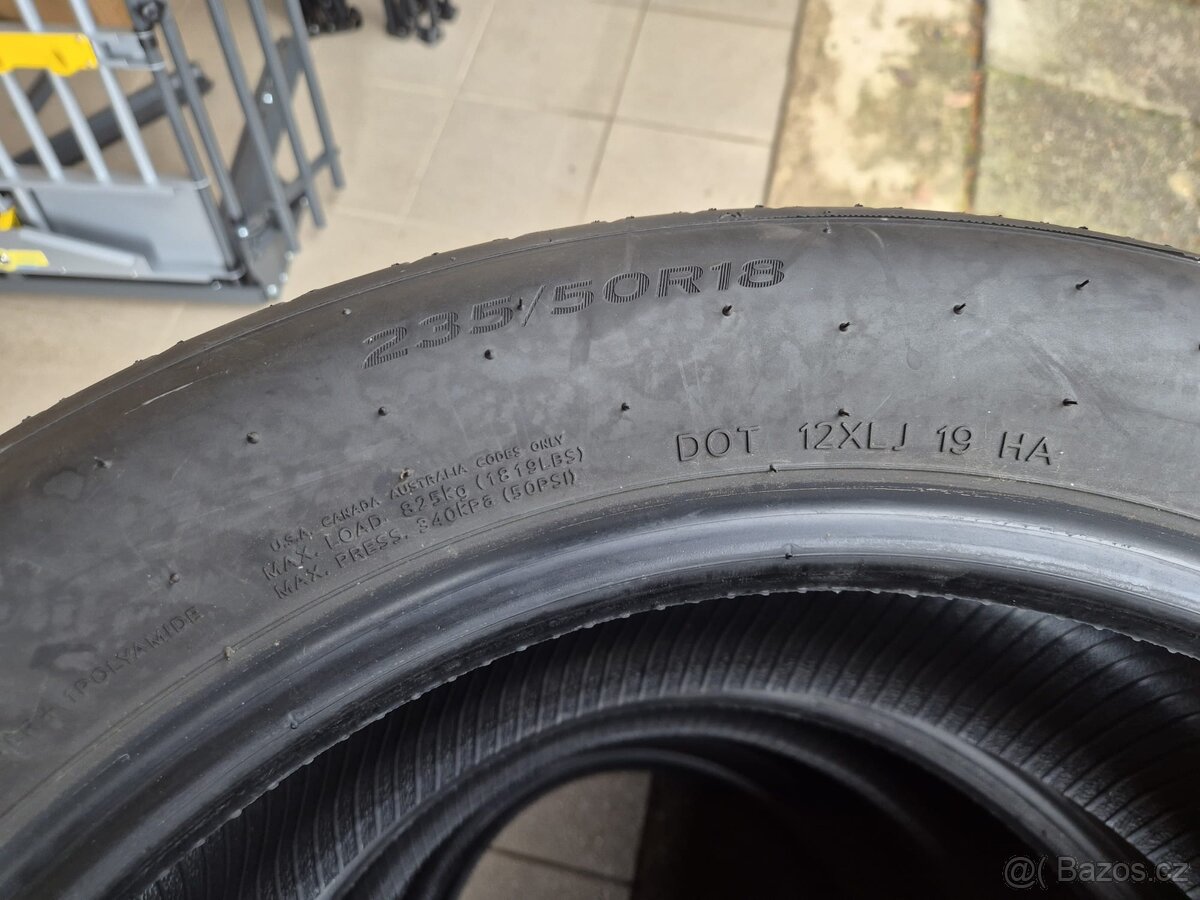 235/50R18
DOT 12XLJ 19 HA
U.S.A. CANADA AUSTRALIA CODES ONLY
MAX. LOAD. 825kg (1819LBS)
MAX. PRESS. 340kPa (50PSI)
1POLYAMIDE
@( Bazos.cz